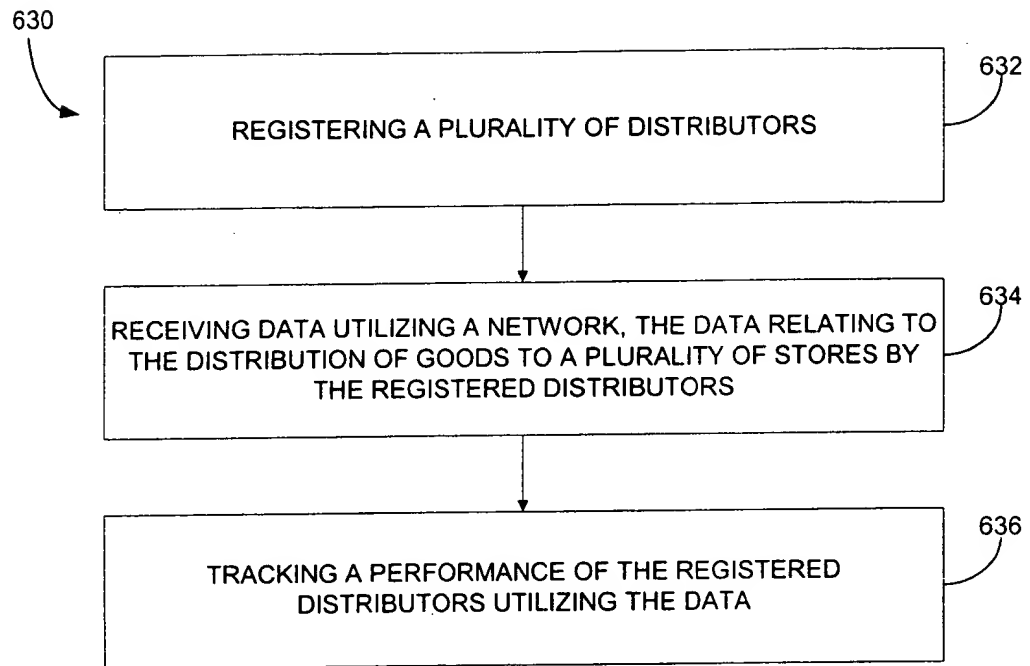 630
632
REGISTERING A PLURALITY OF DISTRIBUTORS
634
RECEIVING DATA UTILIZING A NETWORK, THE DATA RELATING TO
THE DISTRIBUTION OF GOODS TO A PLURALITY OF STORES BY
THE REGISTERED DISTRIBUTORS
636
TRACKING A PERFORMANCE OF THE REGISTERED
DISTRIBUTORS UTILIZING THE DATA